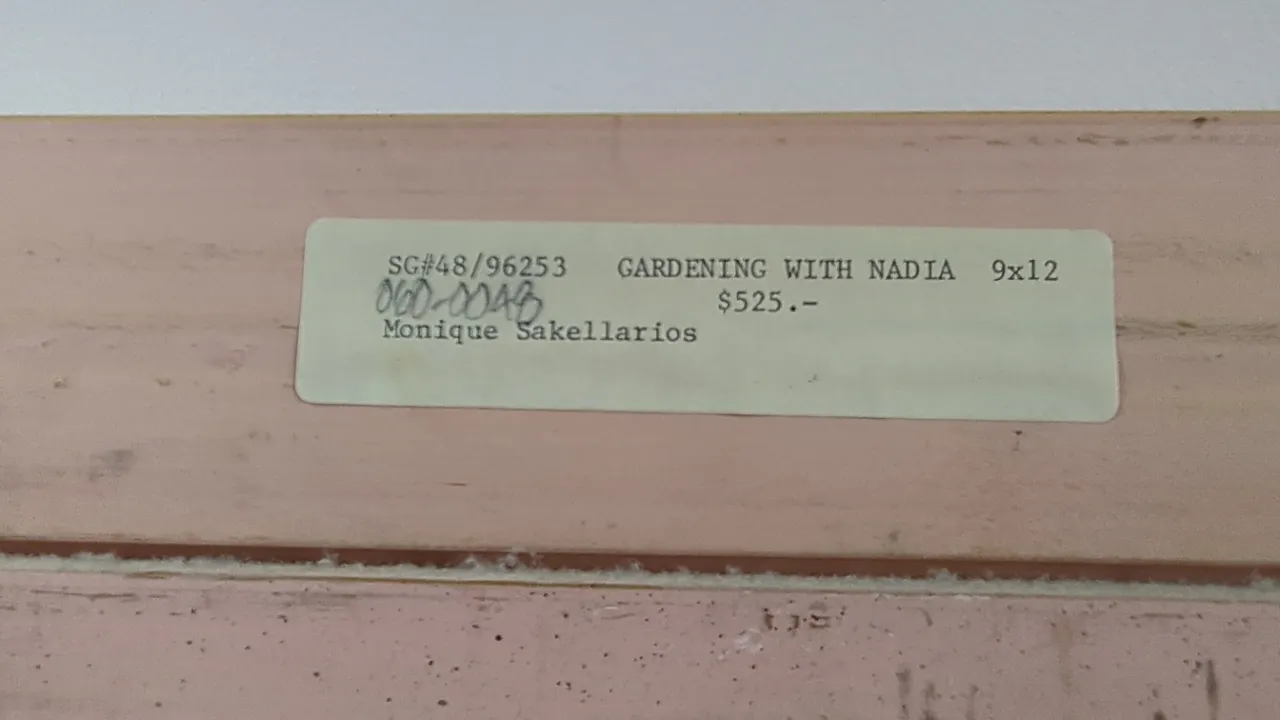 SG#48/96253 GARDENING WITH NADIA 9x12
060-0048 $525.-
Monique Sakellarios